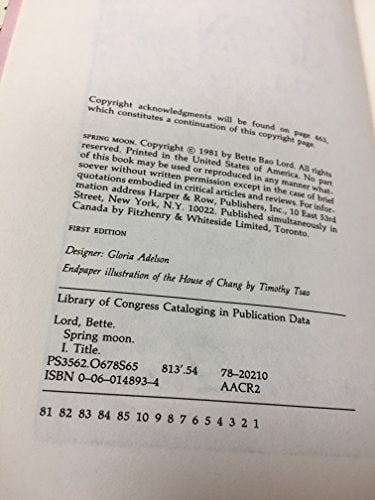 Copyright acknowledgments will be found on page 463,
which constitutes a continuation of this copyright page.
SPRING MOON. Copyright © 1981 by Bette Bao Lord. All rights
reserved. Printed in the United States of America. No part
of this book may be used or reproduced in any manner what-
soever without written permission except in the case of brief
quotations embodied in critical articles and reviews. For infor-
mation address Harper & Row, Publishers, Inc., 10 East 53rd
Street, New York, N.Y. 10022. Published simultaneously in
Canada by Fitzhenry & Whiteside Limited, Toronto.
FIRST EDITION
Designer: Gloria Adelson
Endpaper illustration of the House of Chang by Timothy Tsao
Library of Congress Cataloging in Publication Data
Lord, Bette.
Spring moon.
I. Title.
PS3562.O678S65 813'.54 78-20210
ISBN 0-06-014893-4 AACR2
81 82 83 84 85 10 9 8 7 6 5 4 3 2 1